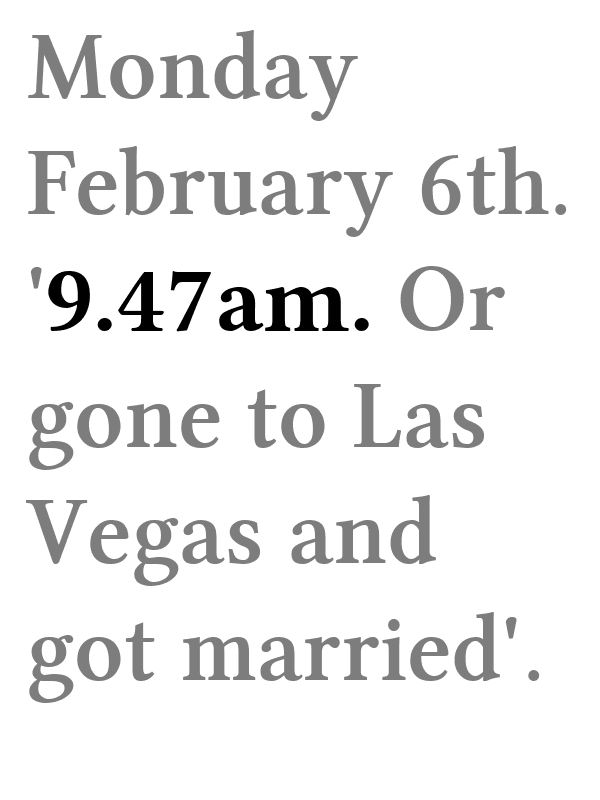 Monday
February 6th.
'9.47am. Or
gone to Las
Vegas and
got married'.